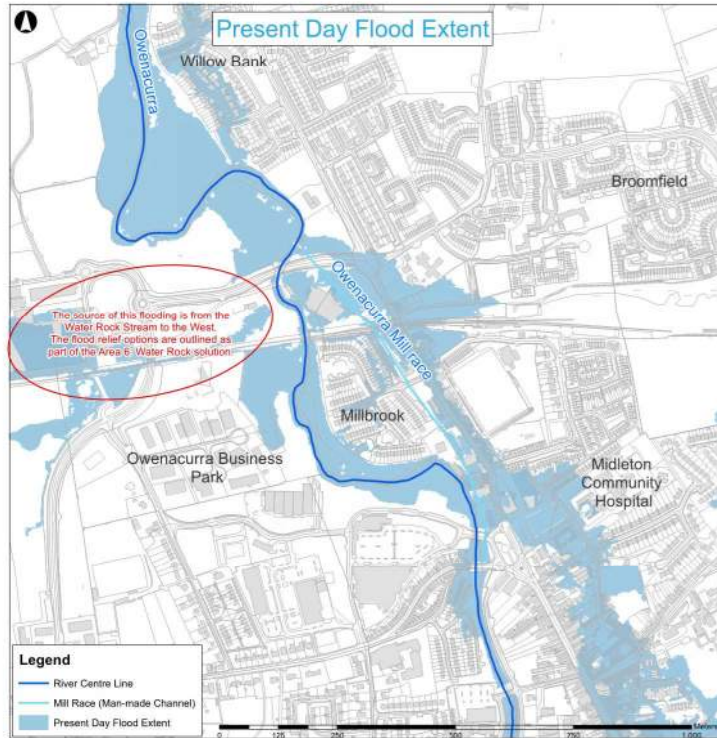 Present Day Flood Extent
Owenacurra
Willow Bank
Broomfield
Owenacurra Mill race
The source of this flooding is from the
Water Rock Stream to the West.
The flood relief options are outlined as
part of the Area 6 Water Rock solution
Millbrook
Owenacurra Business
Park
Midleton
Community
Hospital
Legend
River Centre Line
Mill Race (Man-made Channel)
Present Day Flood Extent
0 125 250 500 750 1,000